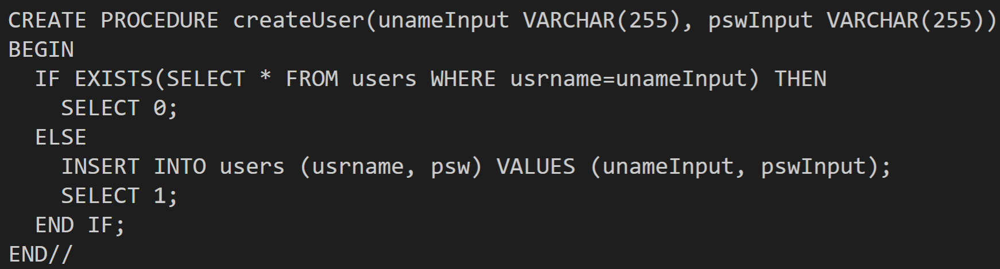 CREATE PROCEDURE createUser(unameInput VARCHAR(255), pswInput VARCHAR(255))
BEGIN
  IF EXISTS(SELECT * FROM users WHERE usrname=unameInput) THEN
    SELECT 0;
  ELSE
    INSERT INTO users (usrname, psw) VALUES (unameInput, pswInput);
    SELECT 1;
  END IF;
END//